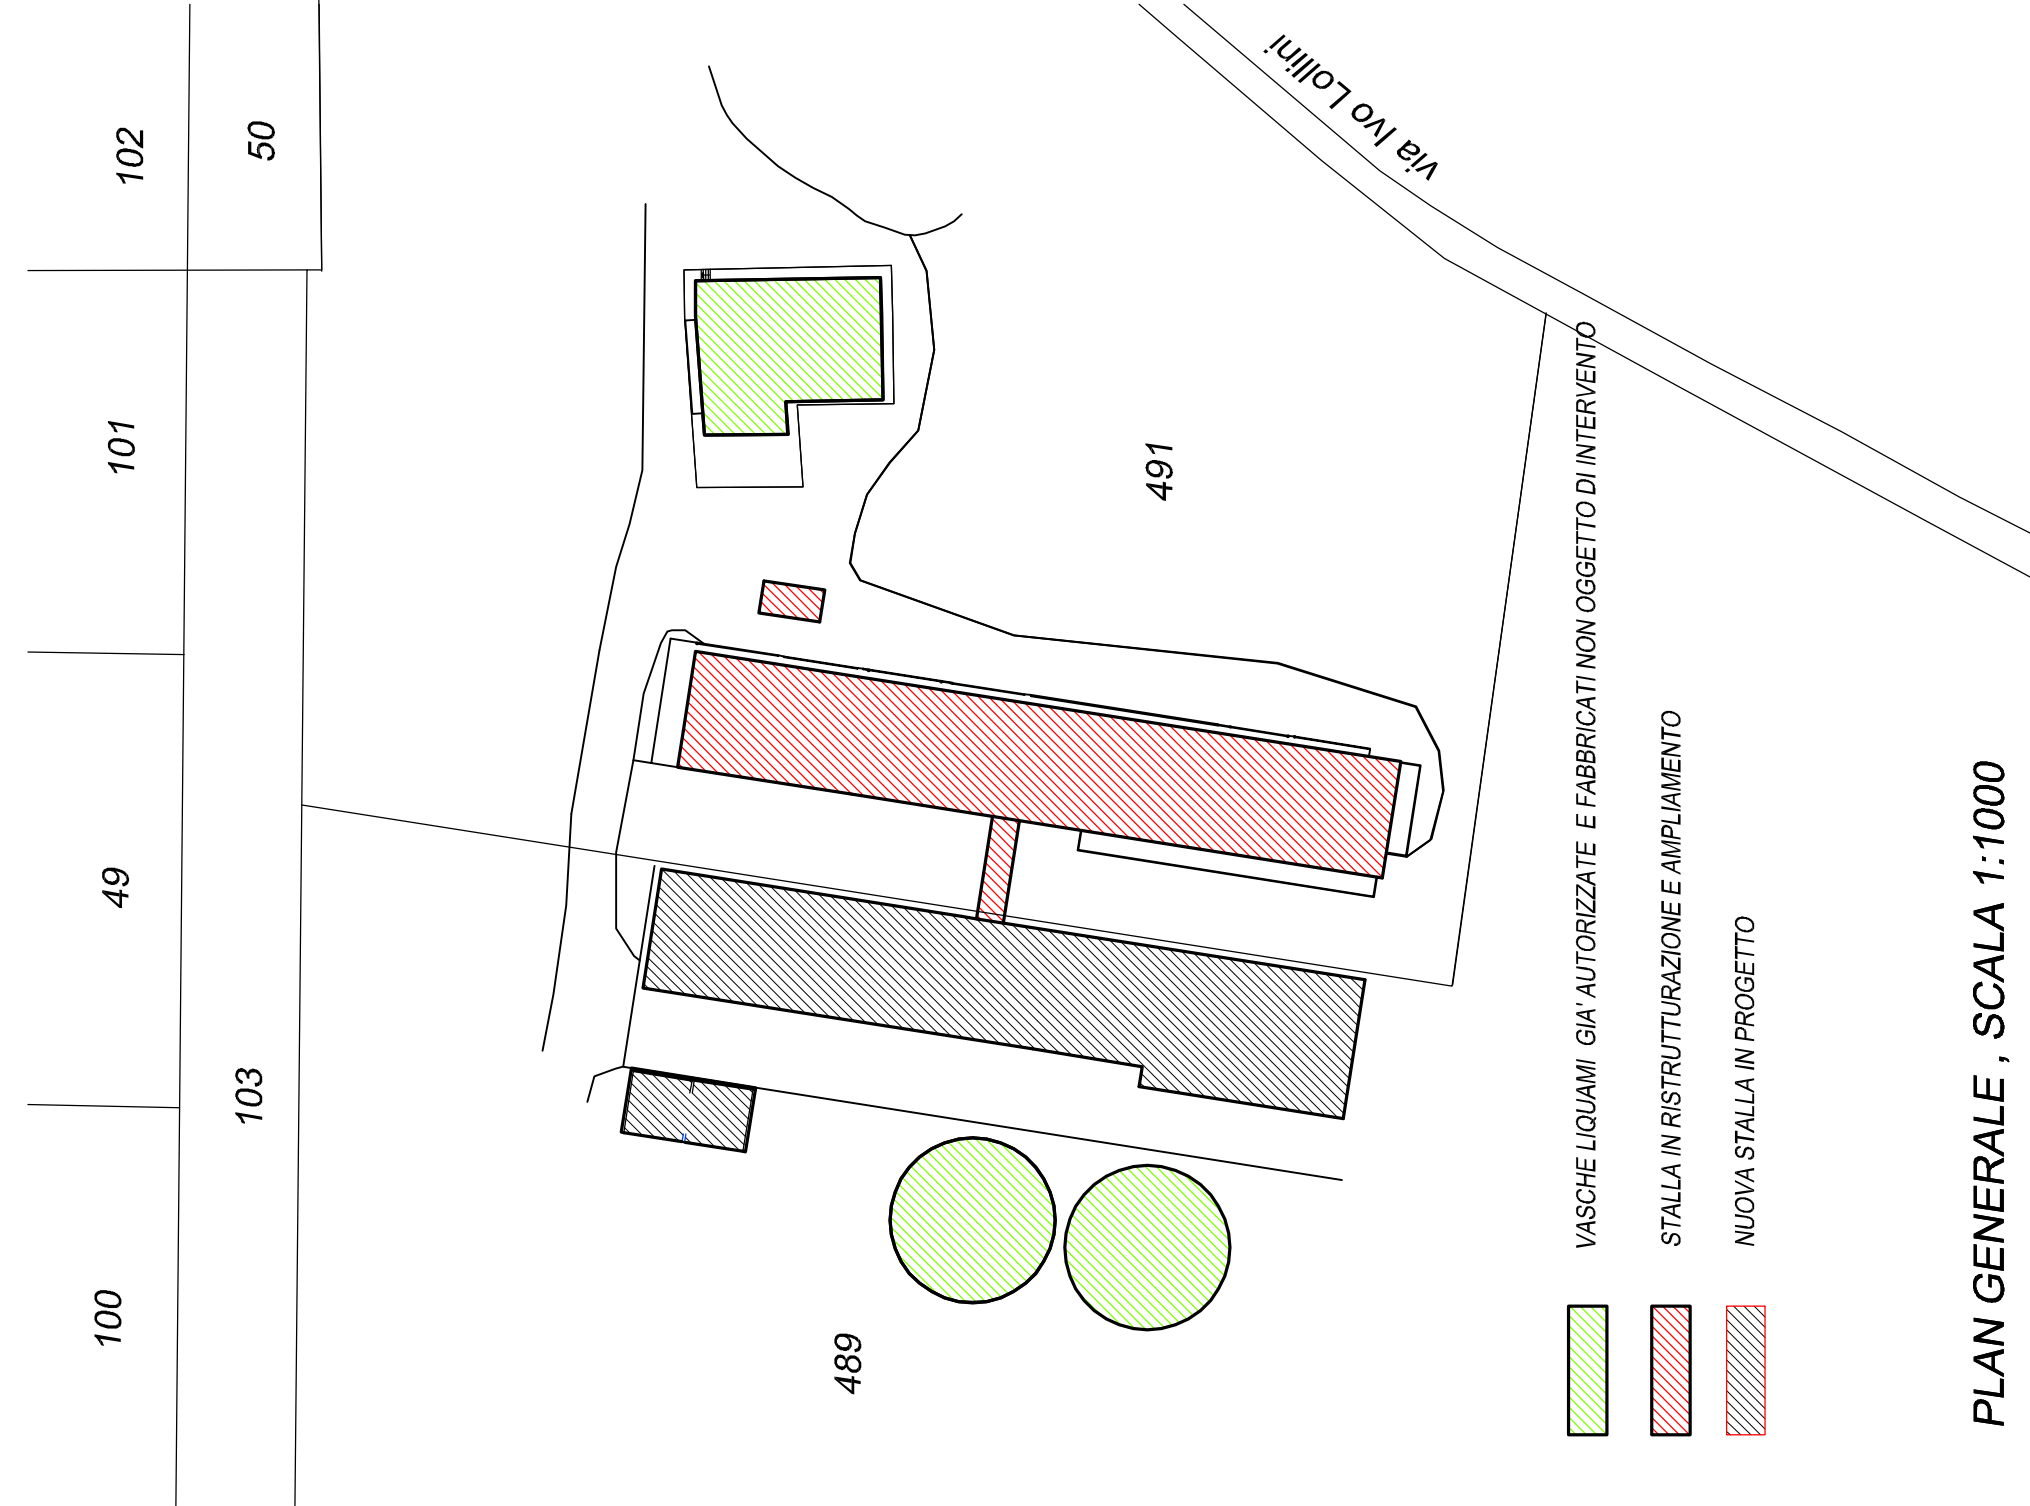 102
50
101
49
103
100
489
491
via Ivo Lollini
VASCHE LIQUAMI GIA' AUTORIZZATE E FABBRICATI NON OGGETTO DI INTERVENTO
STALLA IN RISTRUTTURAZIONE E AMPLIAMENTO
NUOVA STALLA IN PROGETTO
PLAN GENERALE , SCALA 1:1000